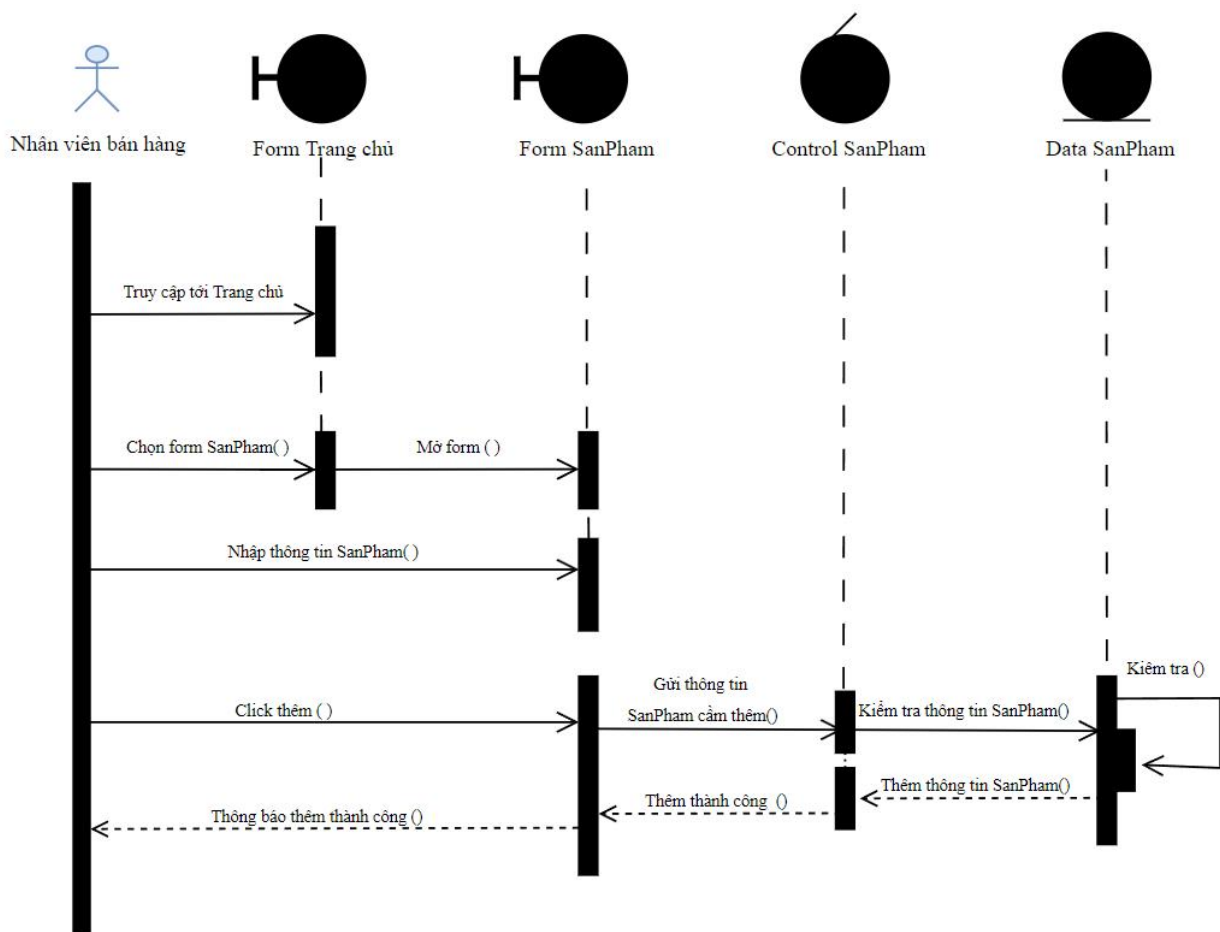 Nhân viên bán hàng
Form Trang chủ
Form SanPham
Control SanPham
Data SanPham
Truy cập tới Trang chủ
Chọn form SanPham( )
Mở form ( )
Nhập thông tin SanPham( )
Kiêm tra ()
Click thêm ( )
Gửi thông tin
SanPham cầm thêm()
Kiểm tra thông tin SanPham()
Thêm thông tin SanPham()
Thêm thành công ()
Thông báo thêm thành công ()